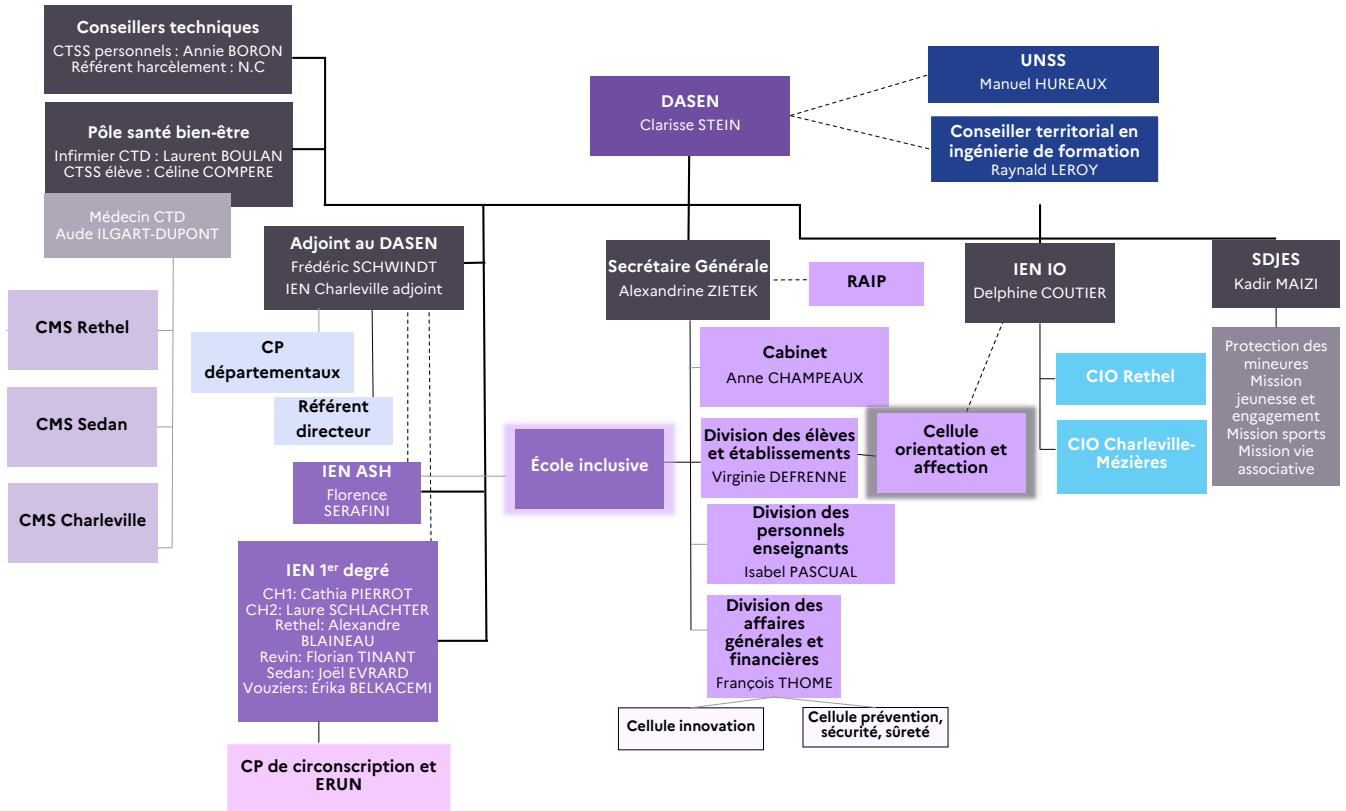 Conseillers techniques
CTSS personnels : Annie BORON
Référent harcèlement : N.C
Pôle santé bien-être
Infirmier CTD : Laurent BOULAN
CTSS élève : Céline COMPERE
Médecin CTD
Aude ILGART-DUPONT
CMS Rethel
CMS Sedan
CMS Charleville
DASEN
Clarisse STEIN
UNSS
Manuel HUREAUX
Conseiller territorial en
ingénierie de formation
Raynald LEROY
Adjoint au DASEN
Frédéric SCHWINDT
IEN Charleville adjoint
CP
départementaux
Référent
directeur
IEN ASH
Florence
SERAFINI
IEN 1er degré
CH1: Cathia PIERROT
CH2: Laure SCHLACHTER
Rethel: Alexandre
BLAINEAU
Revin: Florian TINANT
Sedan: Joël EVRARD
Vouziers: Erika BELKACEMI
CP de circonscription et
ERUN
École inclusive
Secrétaire Générale
Alexandrine ZIETEK
RAIP
Cabinet
Anne CHAMPEAUX
Division des élèves
et établissements
Virginie DEFRENNE
Division des
personnels
enseignants
Isabel PASCUAL
Division des
affaires
générales et
financières
François THOME
Cellule innovation
Cellule prévention,
sécurité, sûreté
IEN IO
Delphine COUTIER
Cellule
orientation et
affection
CIO Rethel
CIO Charleville-
Mézières
SDJES
Kadir MAIZI
Protection des
mineures
Mission
jeunesse et
engagement
Mission sports
Mission vie
associative